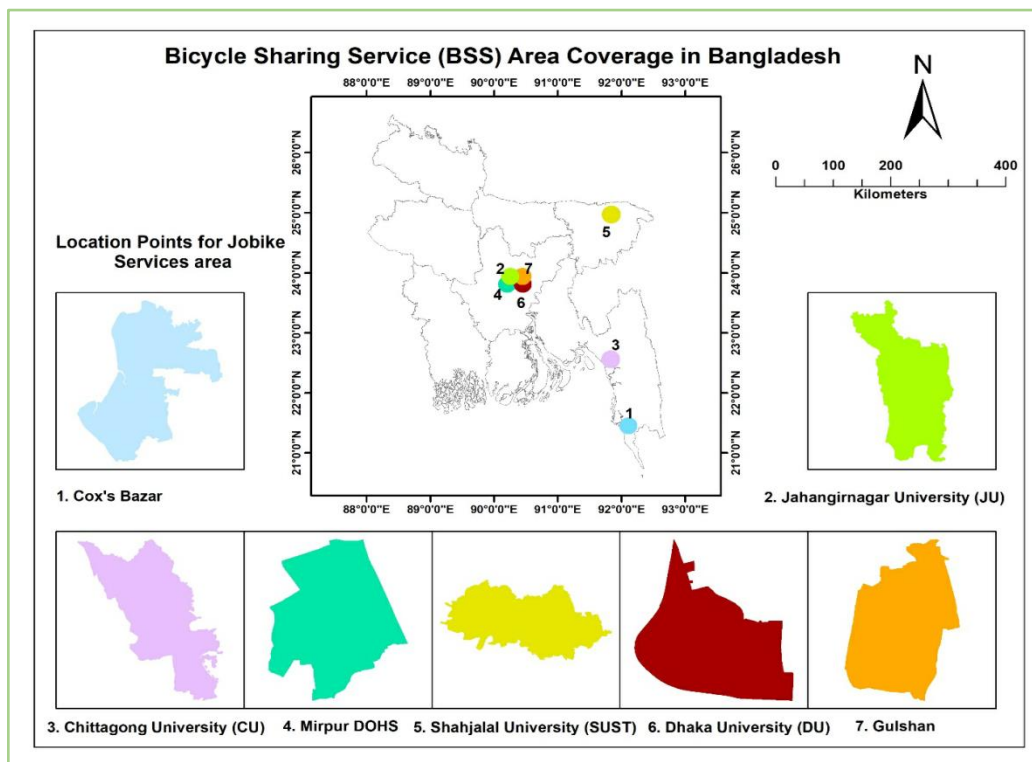 Bicycle Sharing Service (BSS) Area Coverage in Bangladesh
N
88°0'0"E 89°0'0"E 90°0'0"E 91°0'0"E 92°0'0"E 93°0'0"E
0 100 200 400
Kilometers
26°0'0"N
25°0'0"N
24°0'0"N
23°0'0"N
22°0'0"N
21°0'0"N
26°0'0"N
25°0'0"N
24°0'0"N
23°0'0"N
22°0'0"N
21°0'0"N
5
2
7
4
6
3
1
88°0'0"E 89°0'0"E 90°0'0"E 91°0'0"E 92°0'0"E 93°0'0"E
Location Points for Jobike
Services area
1. Cox's Bazar
2. Jahangirnagar University (JU)
3. Chittagong University (CU)
4. Mirpur DOHS
5. Shahjalal University (SUST)
6. Dhaka University (DU)
7. Gulshan